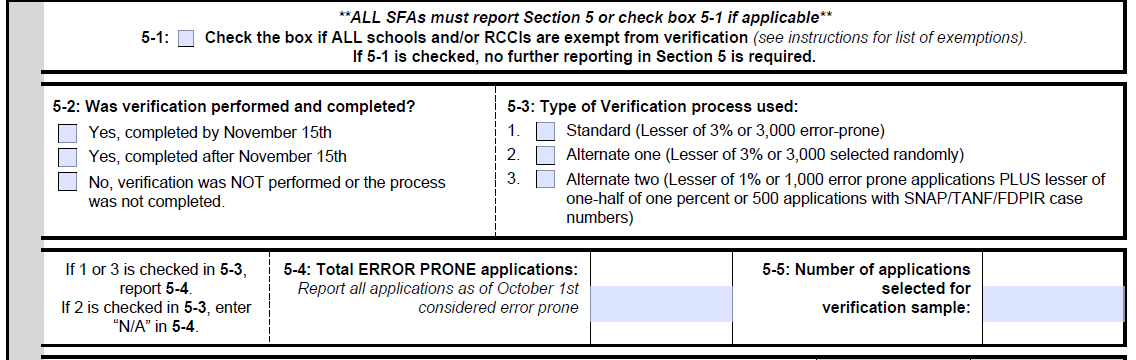 **ALL SFAs must report Section 5 or check box 5-1 if applicable**
5-1: Check the box if ALL schools and/or RCCIs are exempt from verification (see instructions for list of exemptions).
If 5-1 is checked, no further reporting in Section 5 is required.
5-2: Was verification performed and completed?
Yes, completed by November 15th
Yes, completed after November 15th
No, verification was NOT performed or the process
was not completed.
5-3: Type of Verification process used:
1. Standard (Lesser of 3% or 3,000 error-prone)
2. Alternate one (Lesser of 3% or 3,000 selected randomly)
3. Alternate two (Lesser of 1% or 1,000 error prone applications PLUS lesser of
one-half of one percent or 500 applications with SNAP/TANF/FDPIR case
numbers)
If 1 or 3 is checked in 5-3,
report 5-4.
If 2 is checked in 5-3, enter
“N/A” in 5-4.
5-4: Total ERROR PRONE applications:
Report all applications as of October 1st
considered error prone
5-5: Number of applications
selected for
verification sample: